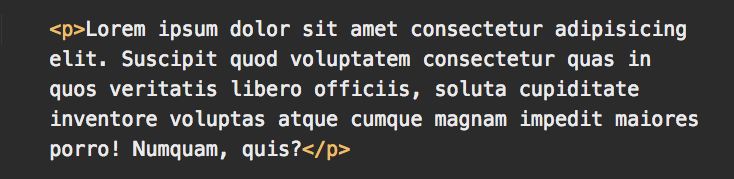 <p>Lorem ipsum dolor sit amet consectetur adipisicing
elit. Suscipit quod voluptatem consectetur quas in
quos veritatis libero officiis, soluta cupiditate
inventore voluptas atque cumque magnam impedit maiores
porro! Numquam, quis?</p>